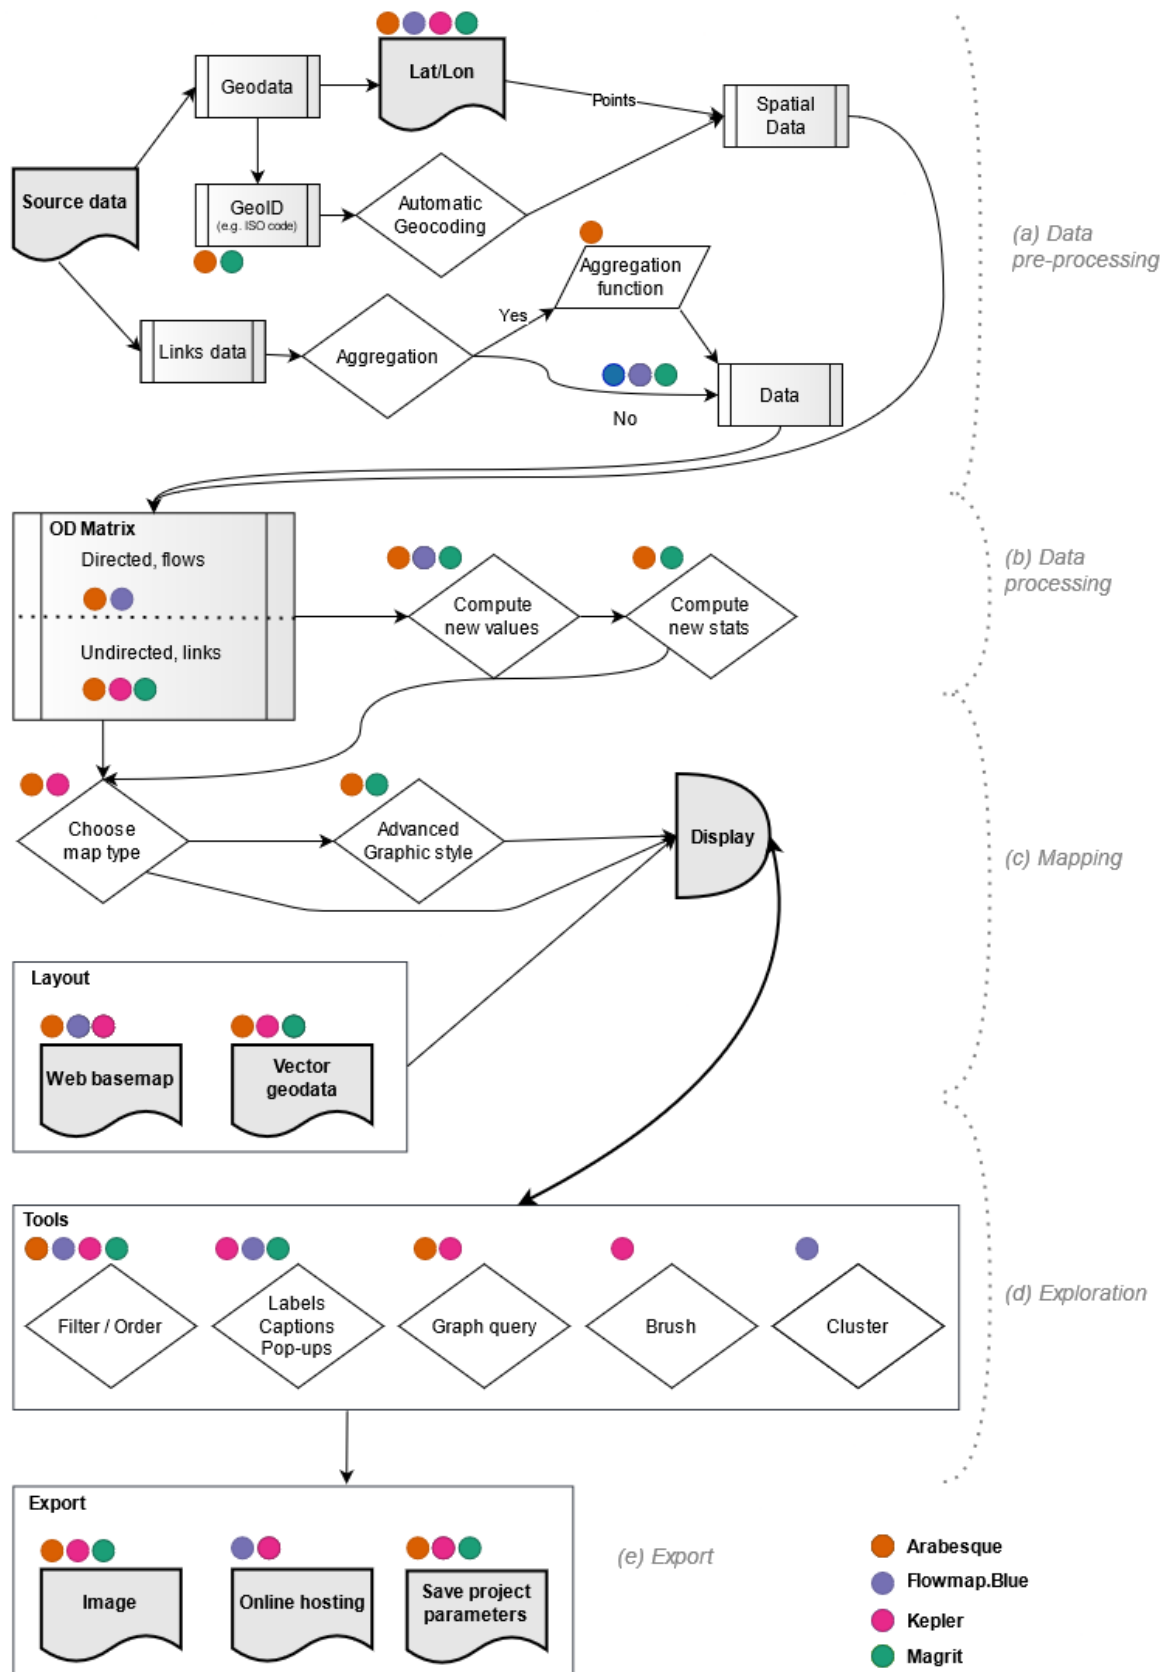 Geodata
Lat/Lon
Points
Spatial
Data
Source data
GeoID
(e.g. ISO code)
Automatic
Geocoding
(a) Data
pre-processing
Aggregation
function
Yes
Links data
Aggregation
Data
No
OD Matrix
Directed, flows
Undirected, links
Compute
new values
Compute
new stats
(b) Data
processing
Choose
map type
Advanced
Graphic style
Display
(c) Mapping
Layout
Web basemap
Vector
geodata
Tools
Filter / Order
Labels
Captions
Pop-ups
Graph query
Brush
Cluster
(d) Exploration
Export
Image
Online hosting
Save project
parameters
(e) Export
Arabesque
Flowmap.Blue
Kepler
Magrit